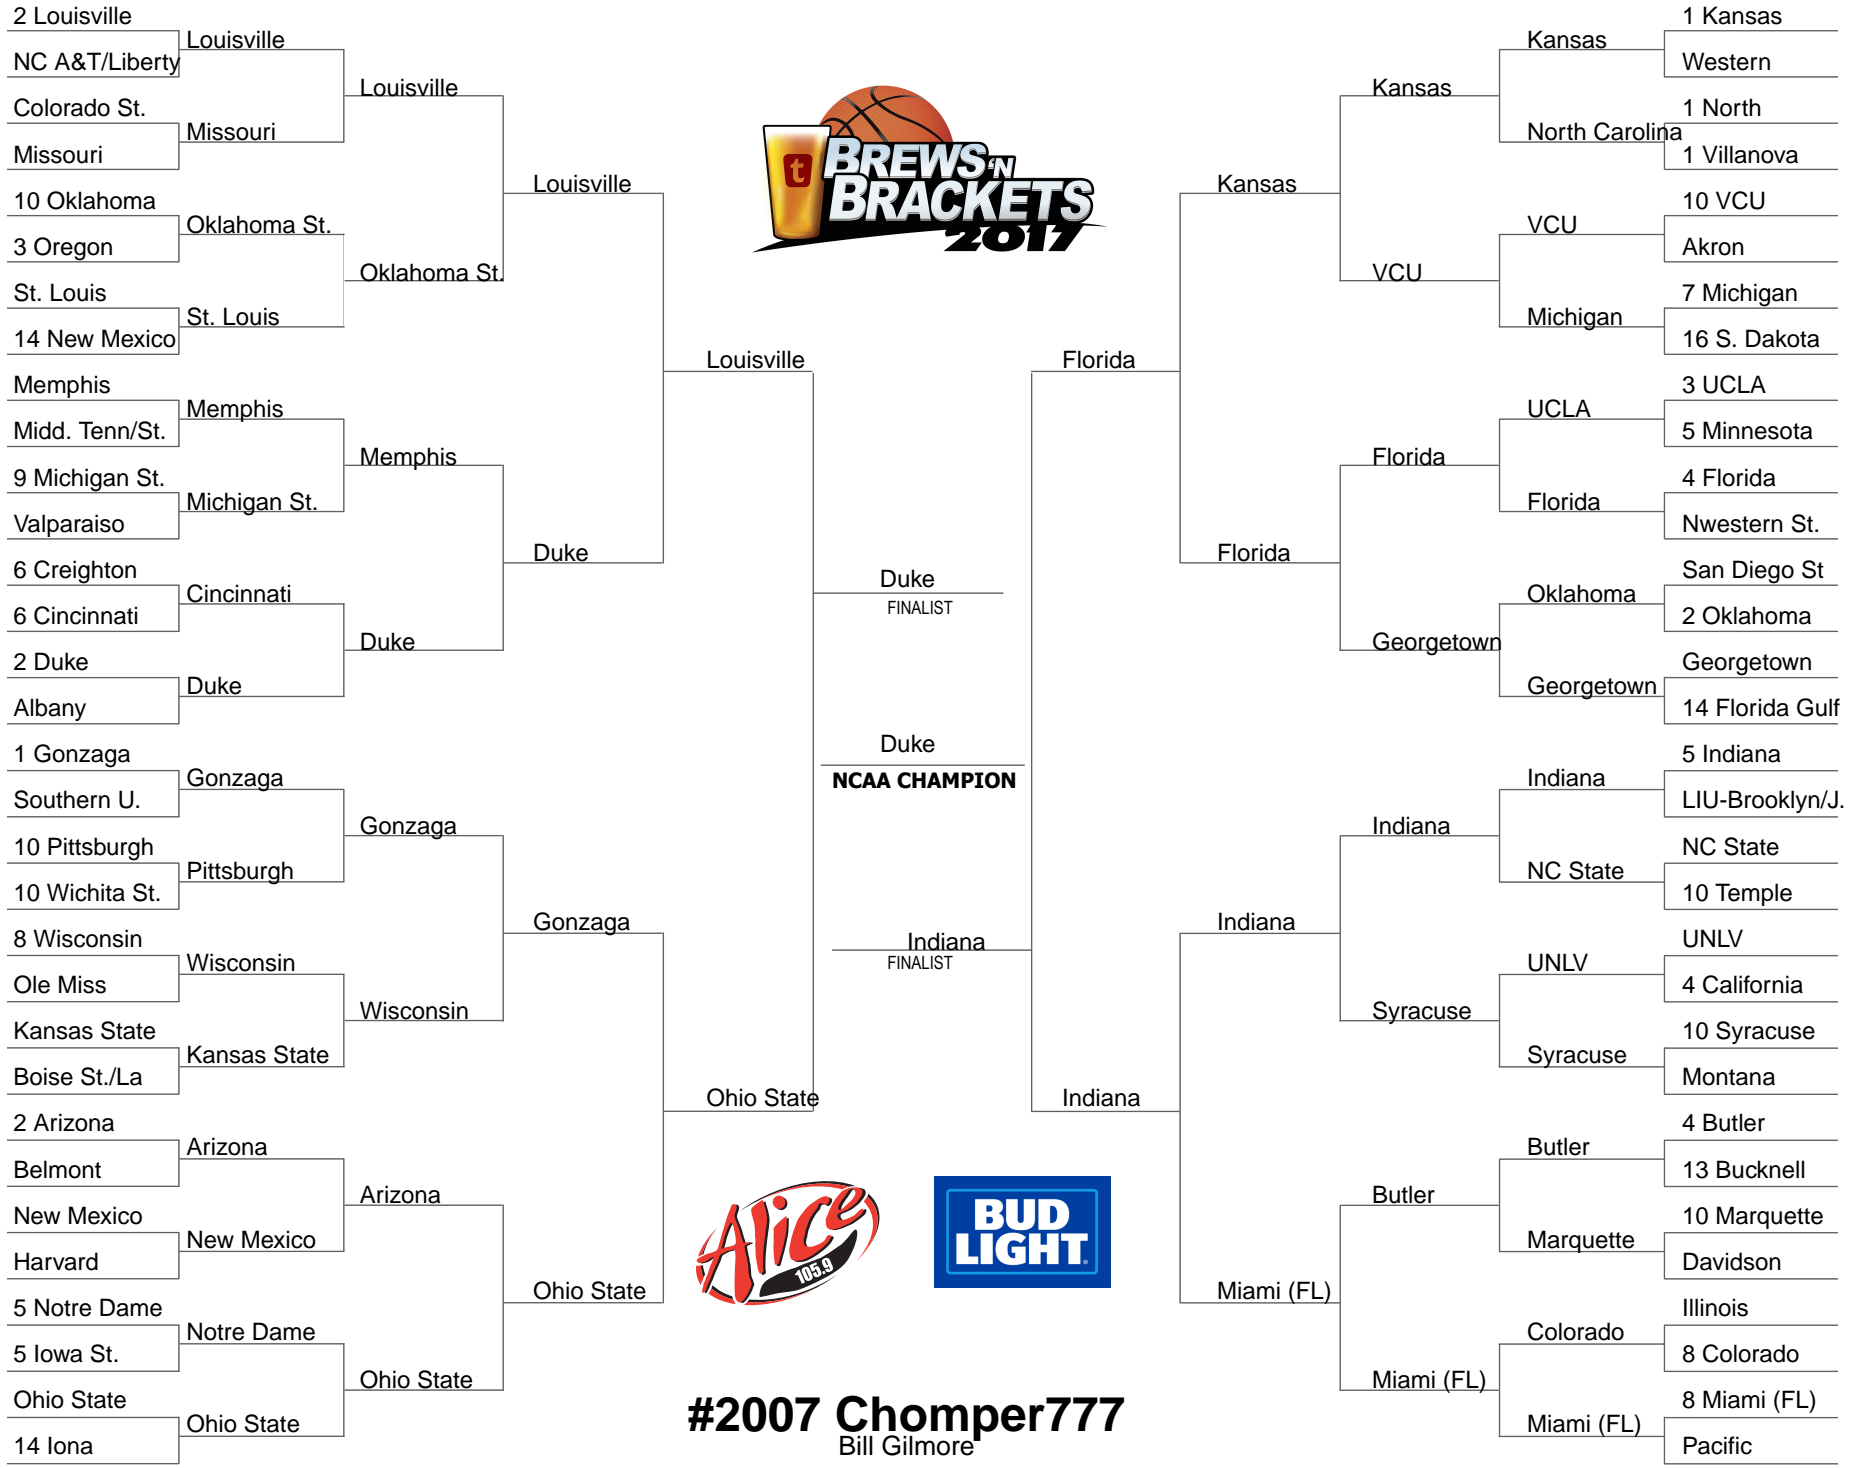 2 Louisville
NC A&T/Liberty
Colorado St.
Missouri
10 Oklahoma
3 Oregon
St. Louis
14 New Mexico
Memphis
Midd. Tenn/St.
9 Michigan St.
Valparaiso
6 Creighton
6 Cincinnati
2 Duke
Albany
1 Gonzaga
Southern U.
10 Pittsburgh
10 Wichita St.
8 Wisconsin
Ole Miss
Kansas State
Boise St./La
2 Arizona
Belmont
New Mexico
Harvard
5 Notre Dame
5 Iowa St.
Ohio State
14 Iona
Louisville
Missouri
Oklahoma St.
St. Louis
Memphis
Michigan St.
Cincinnati
Duke
Gonzaga
Pittsburgh
Wisconsin
Kansas State
Arizona
New Mexico
Notre Dame
Ohio State
Louisville
Oklahoma St.
Memphis
Duke
Gonzaga
Wisconsin
Arizona
Ohio State
Louisville
Duke
Gonzaga
Ohio State
Louisville
Ohio State
t
BREWS 'N
BRACKETS
2017
Duke
FINALIST
Duke
NCAA CHAMPION
Indiana
FINALIST
Alice
105.9
BUD
LIGHT
#2007 Chomper777
Bill Gilmore
Florida
Indiana
Kansas
Florida
Indiana
Miami (FL)
Kansas
VCU
Florida
Georgetown
Indiana
Syracuse
Butler
Miami (FL)
Kansas
North Carolina
VCU
Michigan
UCLA
Florida
Oklahoma
Georgetown
Indiana
NC State
UNLV
Syracuse
Butler
Marquette
Colorado
Miami (FL)
1 Kansas
Western
1 North
1 Villanova
10 VCU
Akron
7 Michigan
16 S. Dakota
3 UCLA
5 Minnesota
4 Florida
Nwestern St.
San Diego St
2 Oklahoma
Georgetown
14 Florida Gulf
5 Indiana
LIU-Brooklyn/J.
NC State
10 Temple
UNLV
4 California
10 Syracuse
Montana
4 Butler
13 Bucknell
10 Marquette
Davidson
Illinois
8 Colorado
8 Miami (FL)
Pacific